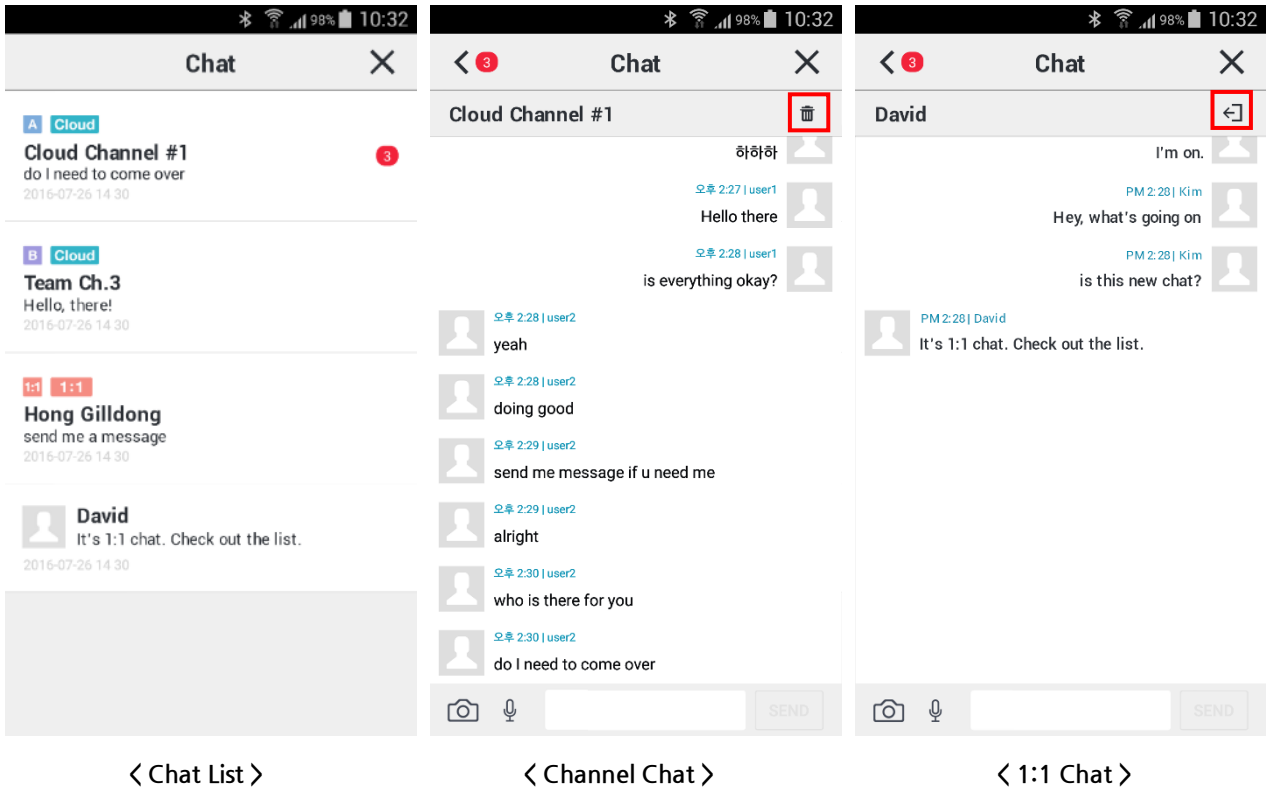 98% 10:32
Chat
A Cloud
Cloud Channel #1
3
do I need to come over
2016-07-26 14 30
B Cloud
Team Ch.3
Hello, there!
2016-07-26 14 30
1:1 1:1
Hong Gilldong
send me a message
2016-07-26 14 30
David
It's 1:1 chat. Check out the list.
2016-07-26 14 30
< Chat List >
98% 10:32
3 Chat
Cloud Channel #1
하하하
오후 2:27 | user1
Hello there
오후 2:28 | user1
is everything okay?
오후 2:28 | user2
yeah
오후 2:28 | user2
doing good
오후 2:29 | user2
send me message if u need me
오후 2:29 | user2
alright
오후 2:30 | user2
who is there for you
오후 2:30 | user2
do I need to come over
SEND
< Channel Chat >
98% 10:32
3 Chat
David
I'm on.
PM 2:28| Kim
Hey, what's going on
PM 2:28| Kim
is this new chat?
PM 2:28| David
It's 1:1 chat. Check out the list.
SEND
< 1:1 Chat >